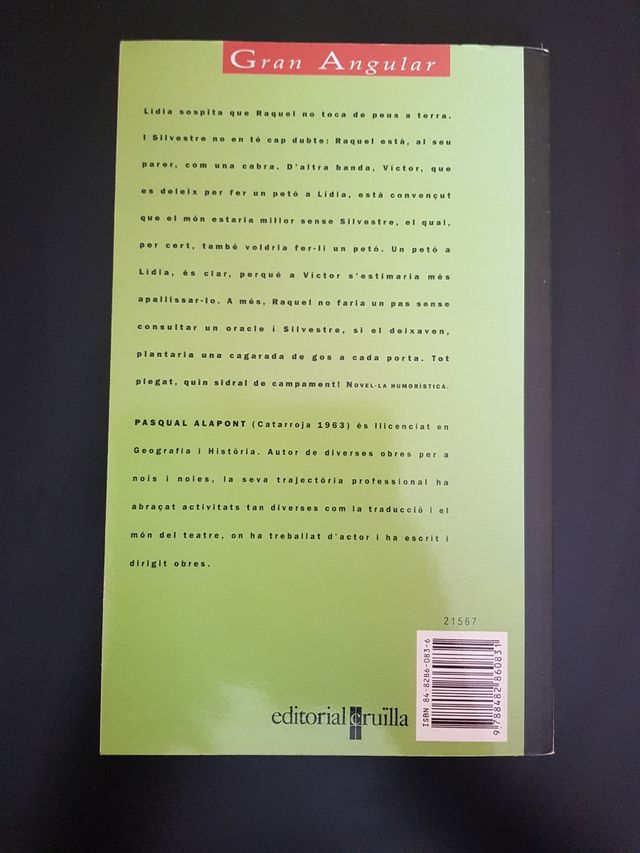 Gran Angular
Lídia sospita que Raquel no toca de peus a terra.
I Silvestre no en té cap dubte: Raquel està, al seu
parer, com una cabra. D'altra banda, Víctor, que
es deleix per fer un petó a Lídia, està convençut
que el món estaria millor sense Silvestre, el qual,
per cert, també voldria fer-li un petó. Un petó a
Lídia, és clar, perquè a Víctor s'estimaria més
apallissar-lo. A més, Raquel no faria un pas sense
consultar un oracle i Silvestre, si el deixaven,
plantaria una cagarada de gos a cada porta. Tot
plegat, quin sidral de campament! NOVEL·LA HUMORÍSTICA.
PASQUAL ALAPONT (Catarroja 1963) és llicenciat en
Geografia i Història. Autor de diverses obres per a
nois i noies, la seva trajectòria professional ha
abraçat activitats tan diverses com la traducció i el
món del teatre, on ha treballat d'actor i ha escrit i
dirigit obres.
21567
ISBN 84-8286-083-6
9 788482 860831
editorial cruïlla